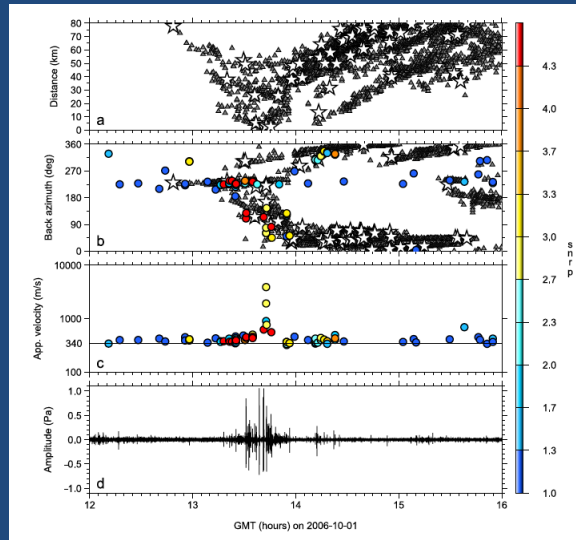 80
70
60
50
40
30
20
10
0
Distance (km)
a
360
270
180
90
0
Back azimuth (deg)
b
10000
1000
340
100
App. velocity (m/s)
c
1.0
0.5
0.0
−0.5
−1.0
Amplitude (Pa)
d
12 13 14 15 16
GMT (hours) on 2006-10-01
4.3
4.0
3.7
3.3
3.0
2.7
2.3
2.0
1.7
1.3
1.0
s
n
r
p